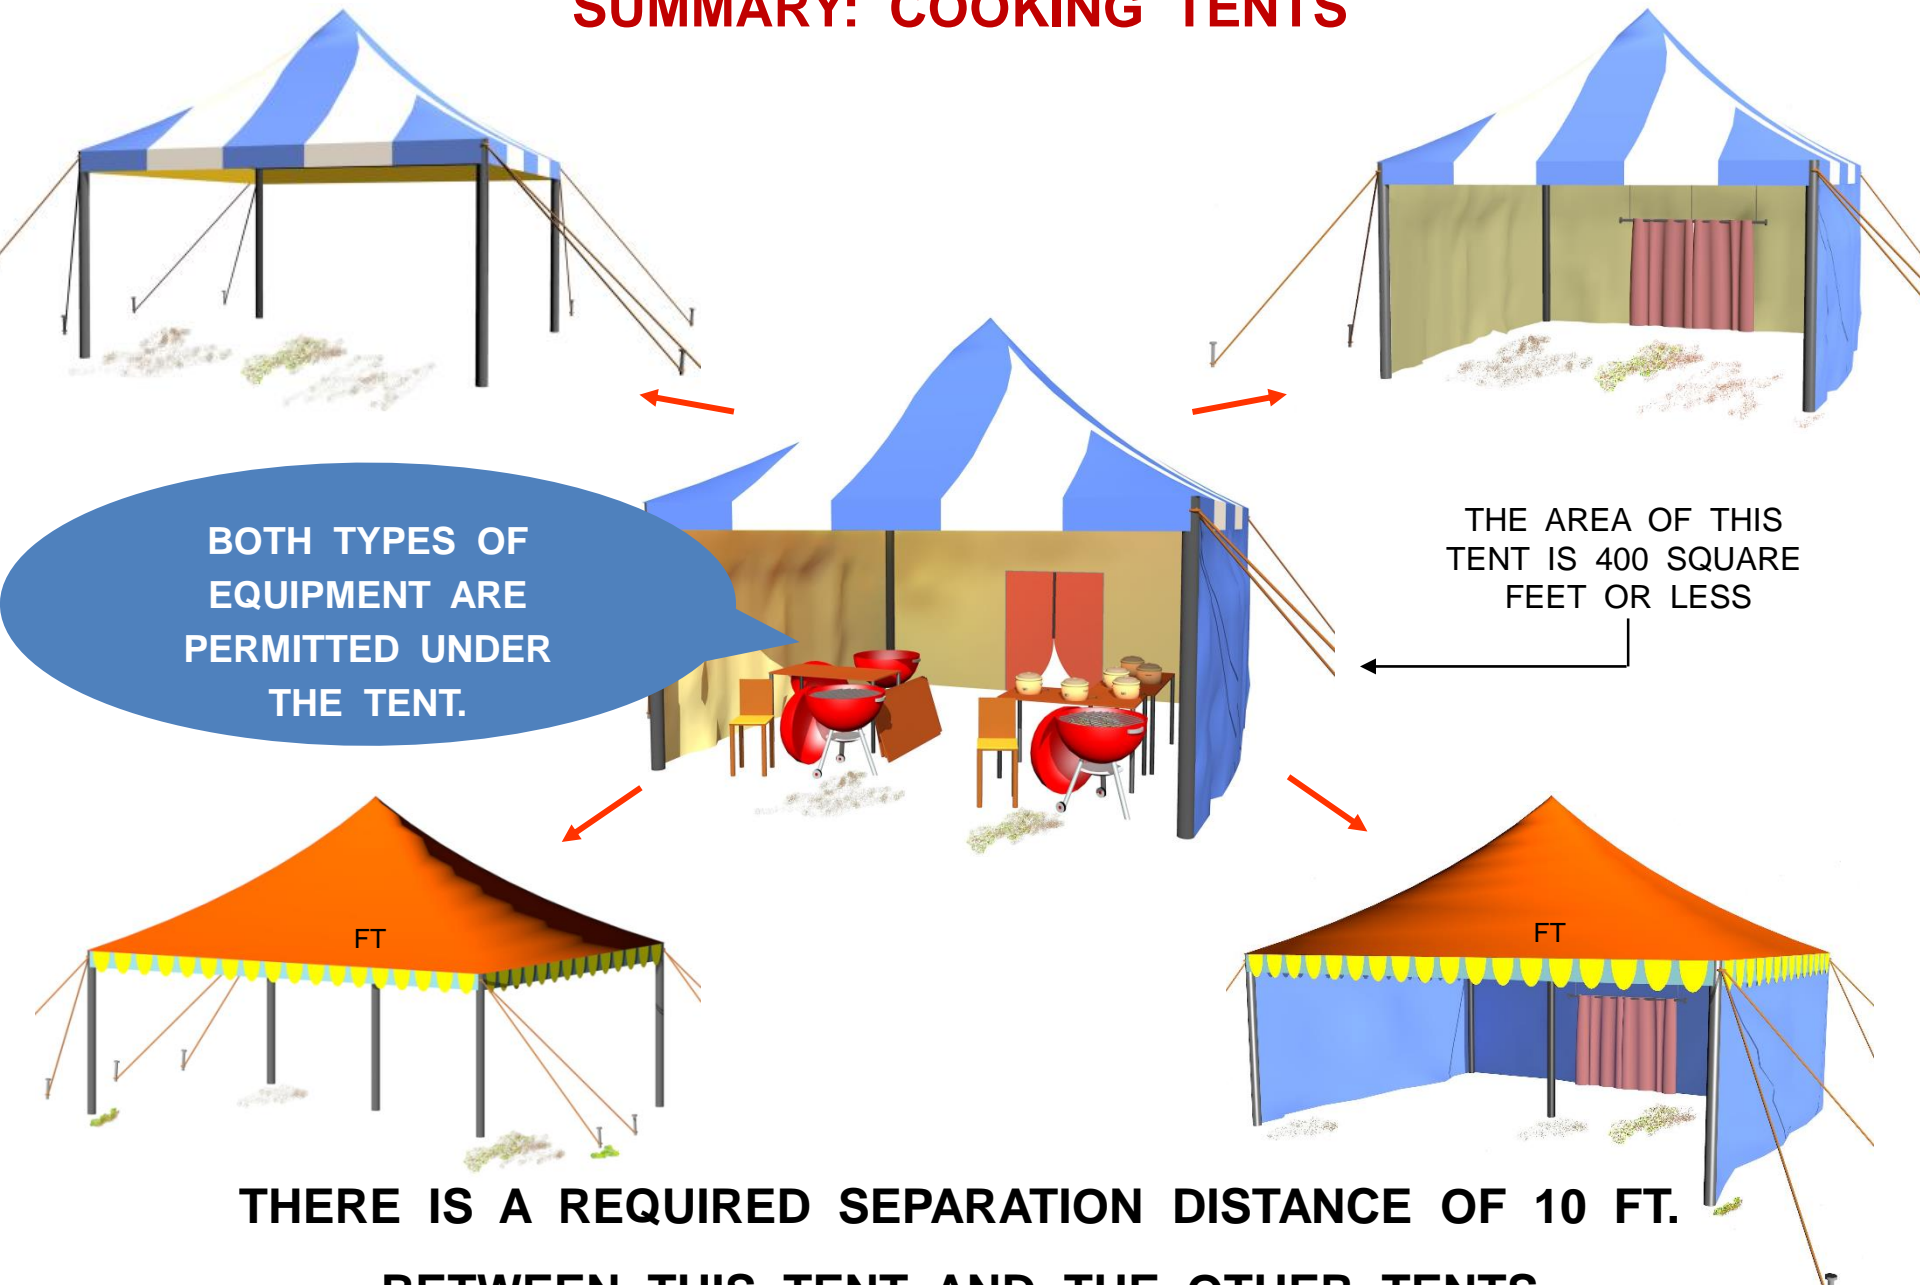 SUMMARY: COOKING TENTS
BOTH TYPES OF
EQUIPMENT ARE
PERMITTED UNDER
THE TENT.
THE AREA OF THIS
TENT IS 400 SQUARE
FEET OR LESS
FT
FT
THERE IS A REQUIRED SEPARATION DISTANCE OF 10 FT.
BETWEEN THIS TENT AND THE OTHER TENTS